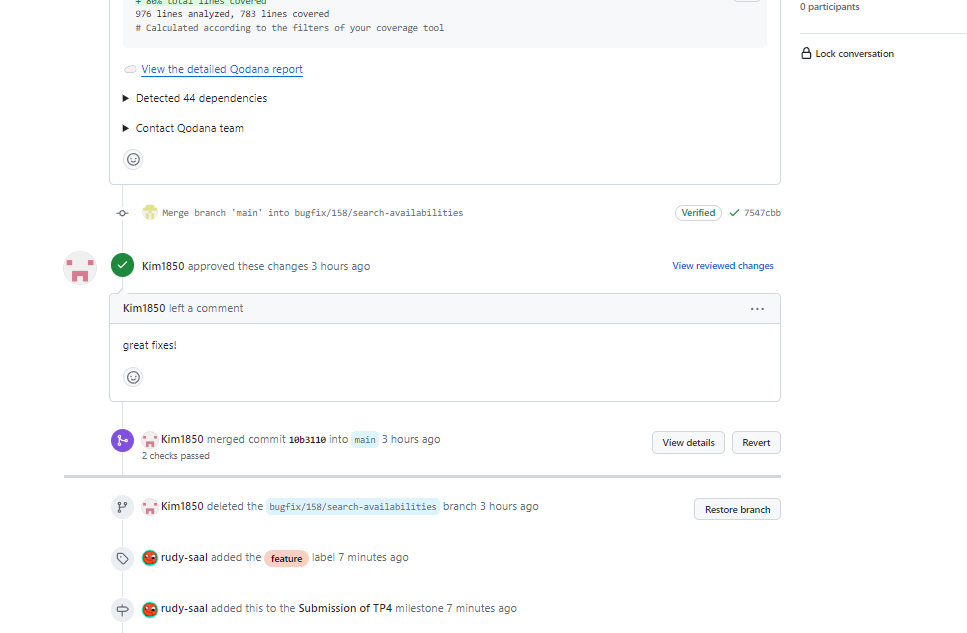 + 80% total lines covered
0 participants
976 lines analyzed, 783 lines covered
# Calculated according to the filters of your coverage tool
Lock conversation
View the detailed Qodana report
Detected 44 dependencies
Contact Qodana team
Merge branch 'main' into bugfix/158/search-availabilities Verified 7547cbb
Kim1850 approved these changes 3 hours ago View reviewed changes
Kim1850 left a comment ...
great fixes!
Kim1850 merged commit 10b3110 into main 3 hours ago View details Revert
2 checks passed
Kim1850 deleted the bugfix/158/search-availabilities branch 3 hours ago Restore branch
rudy-saal added the feature label 7 minutes ago
rudy-saal added this to the Submission of TP4 milestone 7 minutes ago